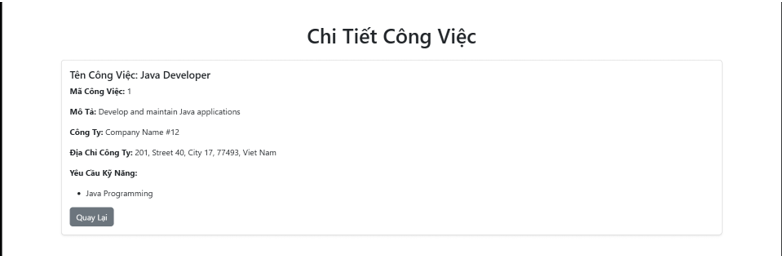 Chi Tiết Công Việc
Tên Công Việc: Java Developer
Mã Công Việc: 1
Mô Tả: Develop and maintain Java applications
Công Ty: Company Name #12
Địa Chỉ Công Ty: 201, Street 40, City 17, 77493, Viet Nam
Yêu Cầu Kỹ Năng:
• Java Programming
Quay Lại